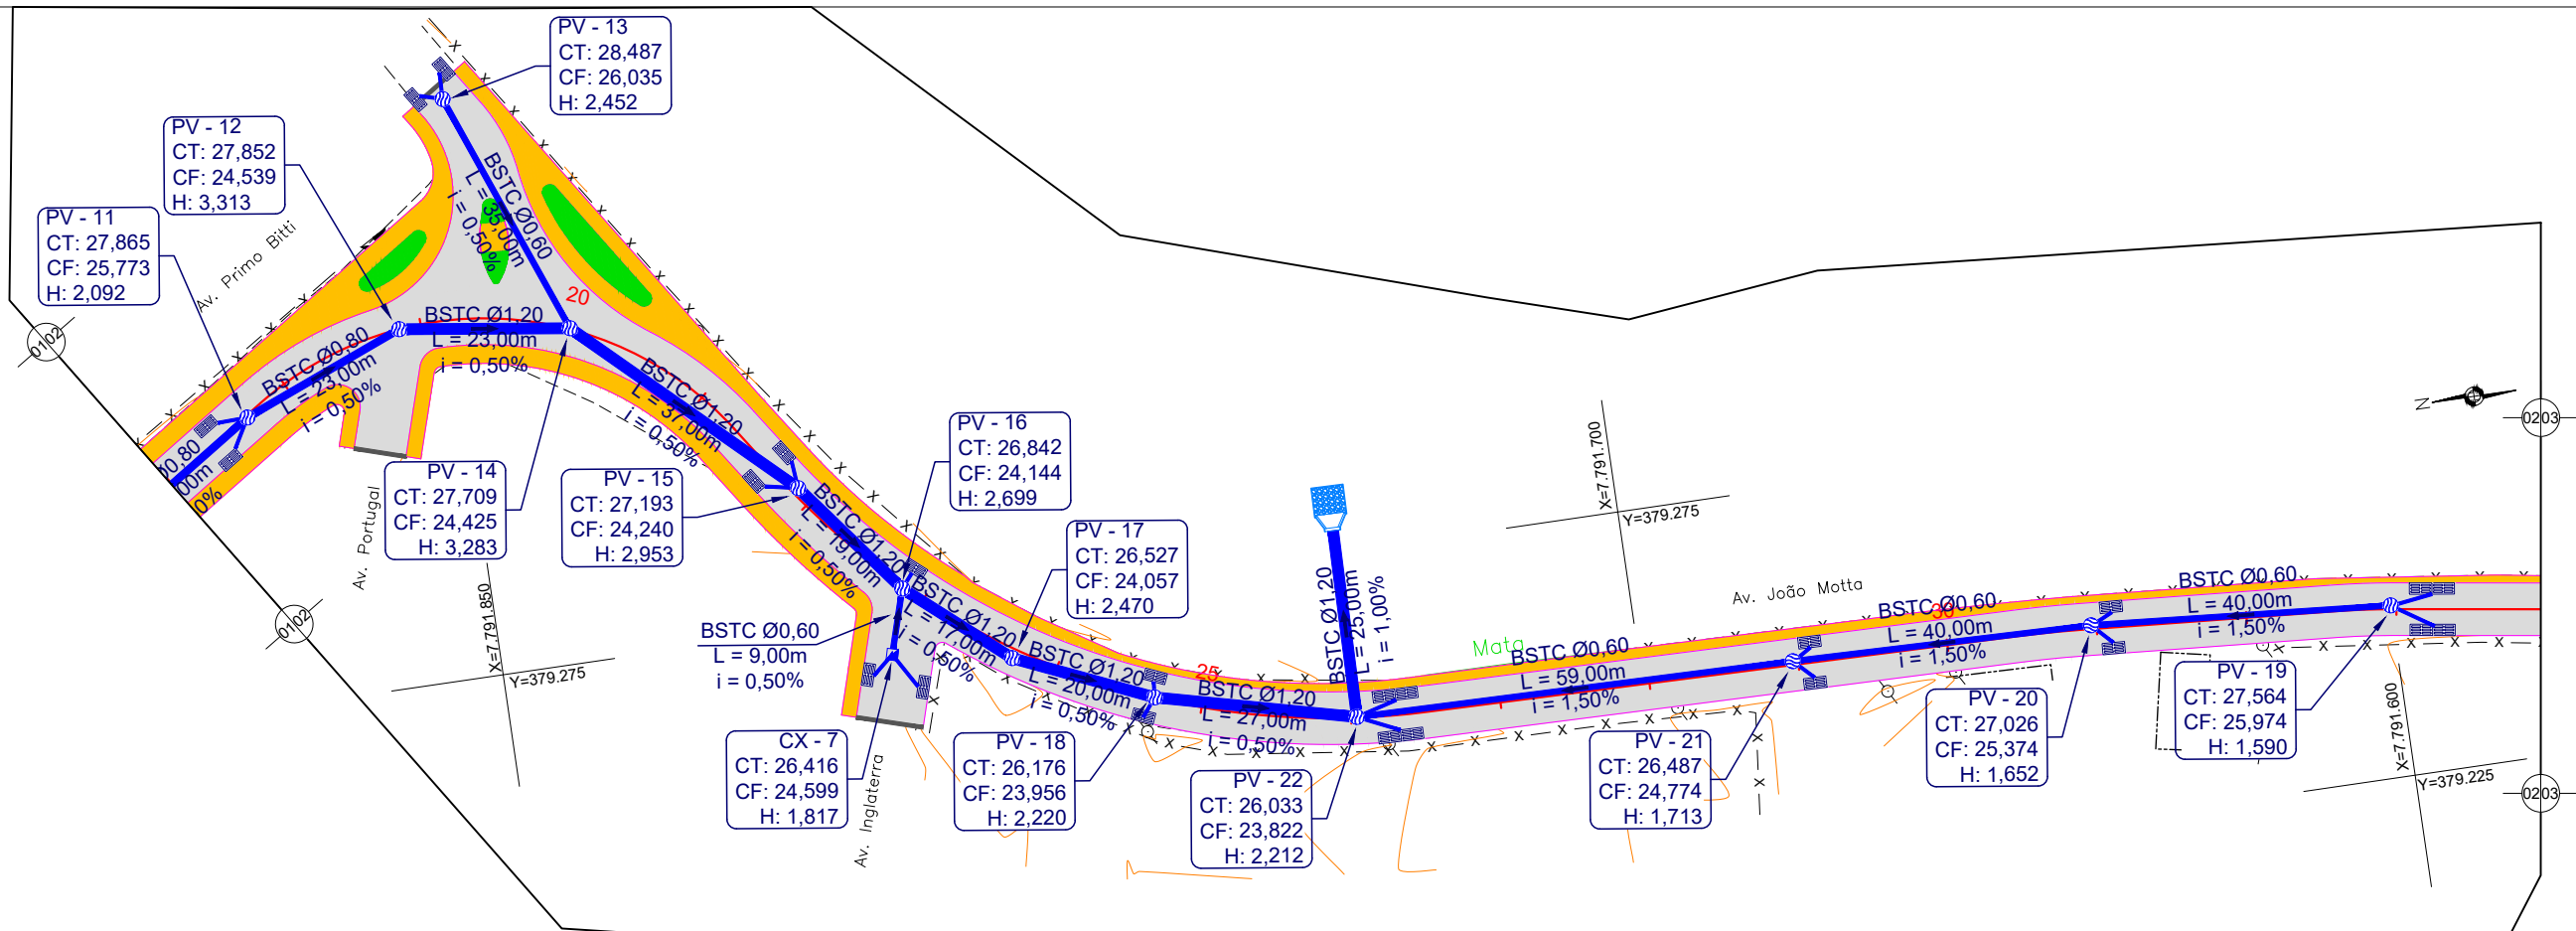 PV - 13
CT: 28,487
CF: 26,035
H: 2,452
PV - 12
CT: 27,852
CF: 24,539
H: 3,313
PV - 11
CT: 27,865
CF: 25,773
H: 2,092
Av. Primo Bitti
0102
BSTC Ø0,60
L = 35,00m
i = 0,50%
20
BSTC Ø1,20
L = 23,00m
i = 0,50%
BSTC Ø0,80
L = 23,00m
i = 0,50%
Ø0,80
00m
0%
BSTC Ø1,20
L = 37,00m
i = 0,50%
PV - 14
CT: 27,709
CF: 24,425
H: 3,283
PV - 15
CT: 27,193
CF: 24,240
H: 2,953
PV - 16
CT: 26,842
CF: 24,144
H: 2,699
Av. Portugal
0102
X=7.791.850
Y=379.275
BSTC Ø1,20
L = 19,00m
i = 0,50%
PV - 17
CT: 26,527
CF: 24,057
H: 2,470
BSTC Ø0,60
L = 9,00m
i = 0,50%
BSTC Ø1,20
L = 17,00m
i = 0,50%
BSTC Ø1,20
L = 20,00m
i = 0,50%
25
BSTC Ø1,20
L = 27,00m
i = 0,50%
BSTC Ø1,20
L = 25,00m
i = 1,00%
CX - 7
CT: 26,416
CF: 24,599
H: 1,817
Av. Inglaterra
PV - 18
CT: 26,176
CF: 23,956
H: 2,220
PV - 22
CT: 26,033
CF: 23,822
H: 2,212
X=7.791.700
Y=379.275
Mata
Av. João Motta
BSTC Ø0,60
L = 59,00m
i = 1,50%
30
BSTC Ø0,60
L = 40,00m
i = 1,50%
BSTC Ø0,60
L = 40,00m
i = 1,50%
N
0203
PV - 21
CT: 26,487
CF: 24,774
H: 1,713
PV - 20
CT: 27,026
CF: 25,374
H: 1,652
PV - 19
CT: 27,564
CF: 25,974
H: 1,590
X=7.791.600
Y=379.225
0203